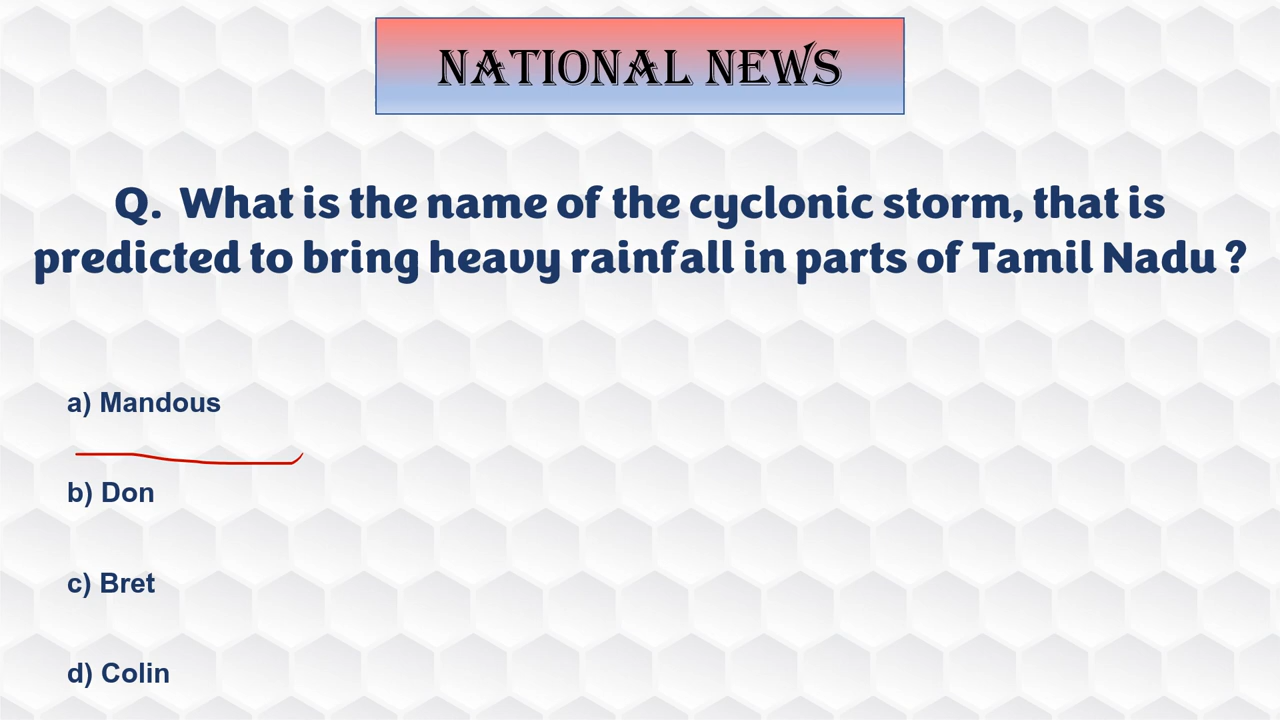 NATIONAL NEWS
Q. What is the name of the cyclonic storm, that is
predicted to bring heavy rainfall in parts of Tamil Nadu ?
a) Mandous
b) Don
c) Bret
d) Colin